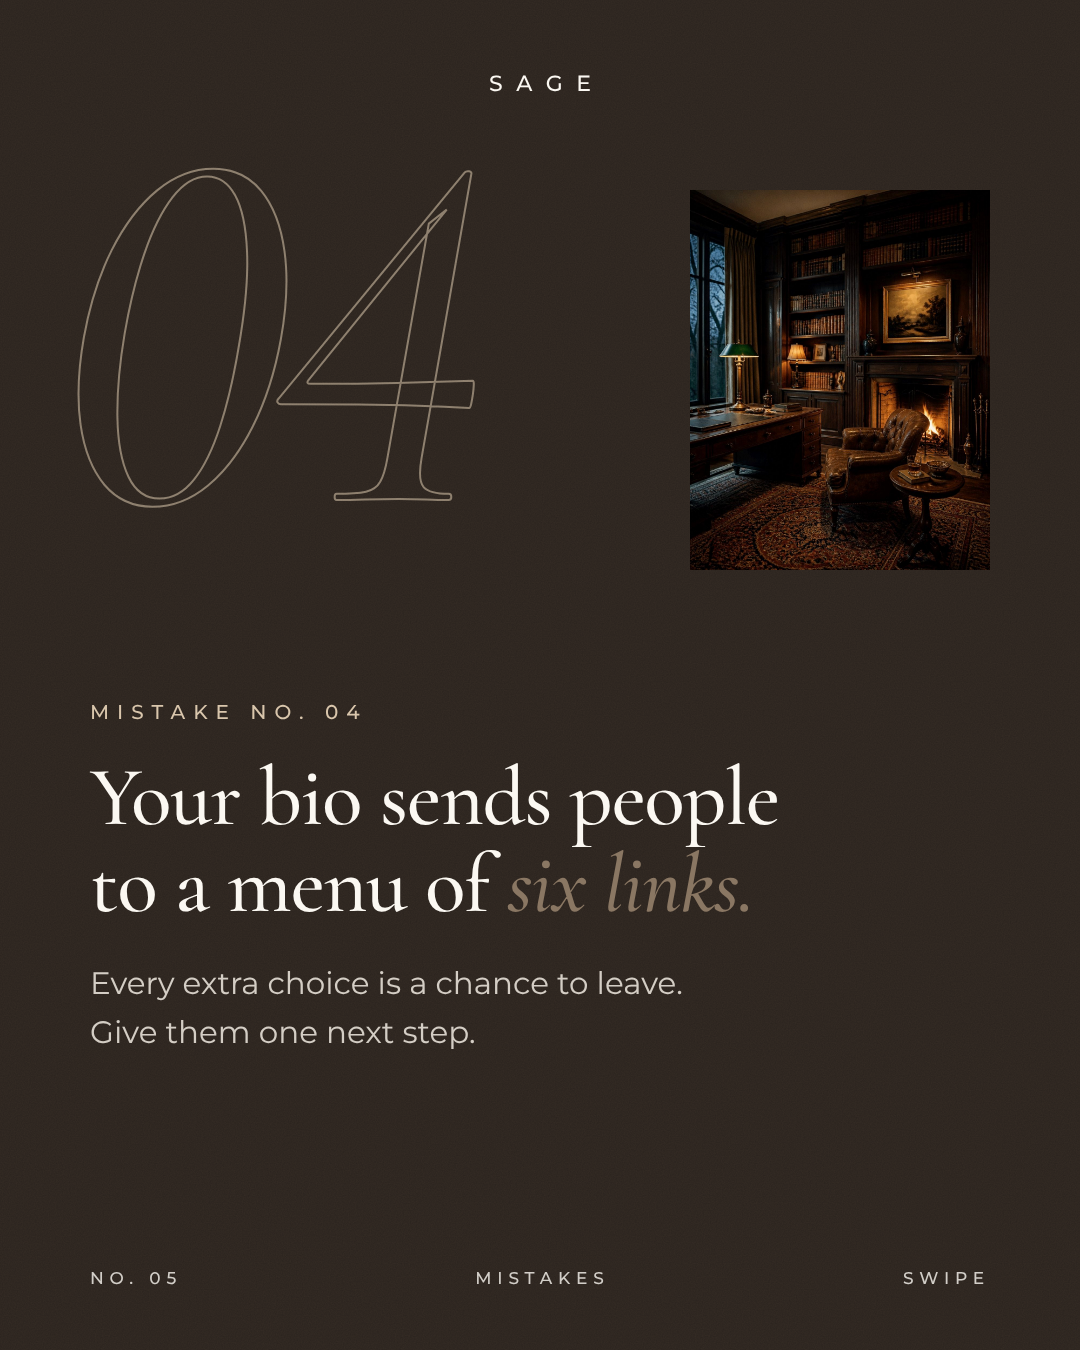 SAGE
04
MISTAKE NO. 04
Your bio sends people
to a menu of six links.
Every extra choice is a chance to leave.
Give them one next step.
NO. 05
MISTAKES
SWIPE